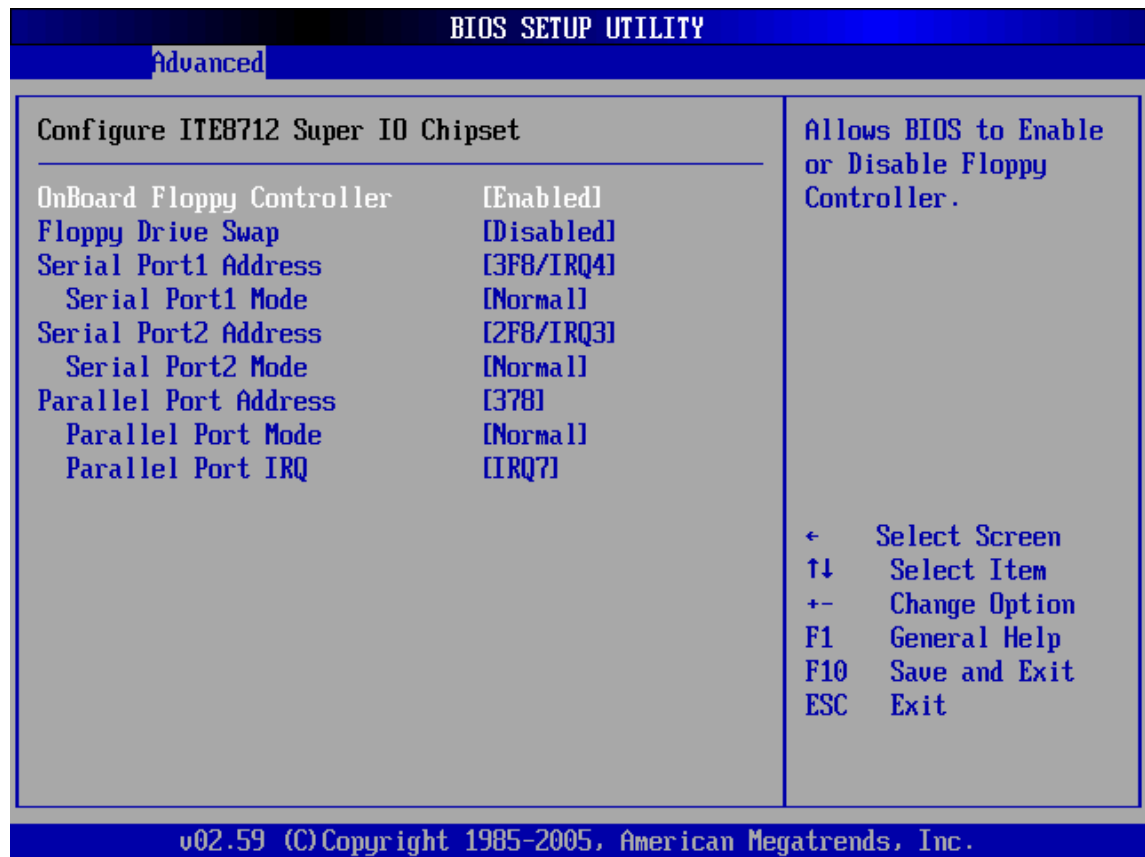 BIOS SETUP UTILITY
Advanced
Configure ITE8712 Super IO Chipset
OnBoard Floppy Controller [Enabled]
Floppy Drive Swap [Disabled]
Serial Port1 Address [3F8/IRQ4]
Serial Port1 Mode [Normal]
Serial Port2 Address [2F8/IRQ3]
Serial Port2 Mode [Normal]
Parallel Port Address [378]
Parallel Port Mode [Normal]
Parallel Port IRQ [IRQ7]
Allows BIOS to Enable
or Disable Floppy
Controller.
← Select Screen
↑↓ Select Item
+- Change Option
F1 General Help
F10 Save and Exit
ESC Exit
v02.59 (C)Copyright 1985-2005, American Megatrends, Inc.